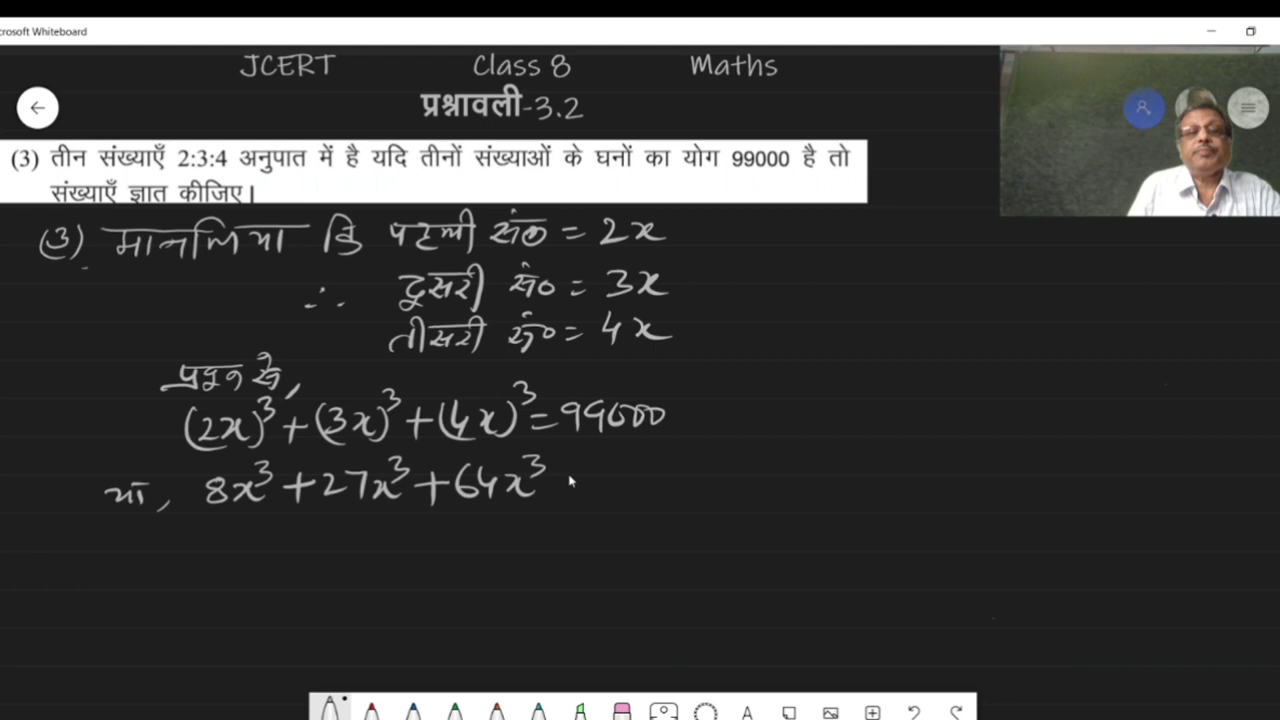 crosoft Whiteboard
JCERT Class 8 Maths
प्रश्नावली-3.2
(3) तीन संख्याएँ 2:3:4 अनुपात में है यदि तीनों संख्याओं के घनों का योग 99000 है तो
संख्याएँ ज्ञात कीजिए।
(3) मानलिया कि पहली सं० = 2x
∴ दुसरी सं० = 3x
तीसरी सं० = 4x
प्रश्न से,
(2x)³+(3x)³+(4x)³=99000
या, 8x³+27x³+64x³